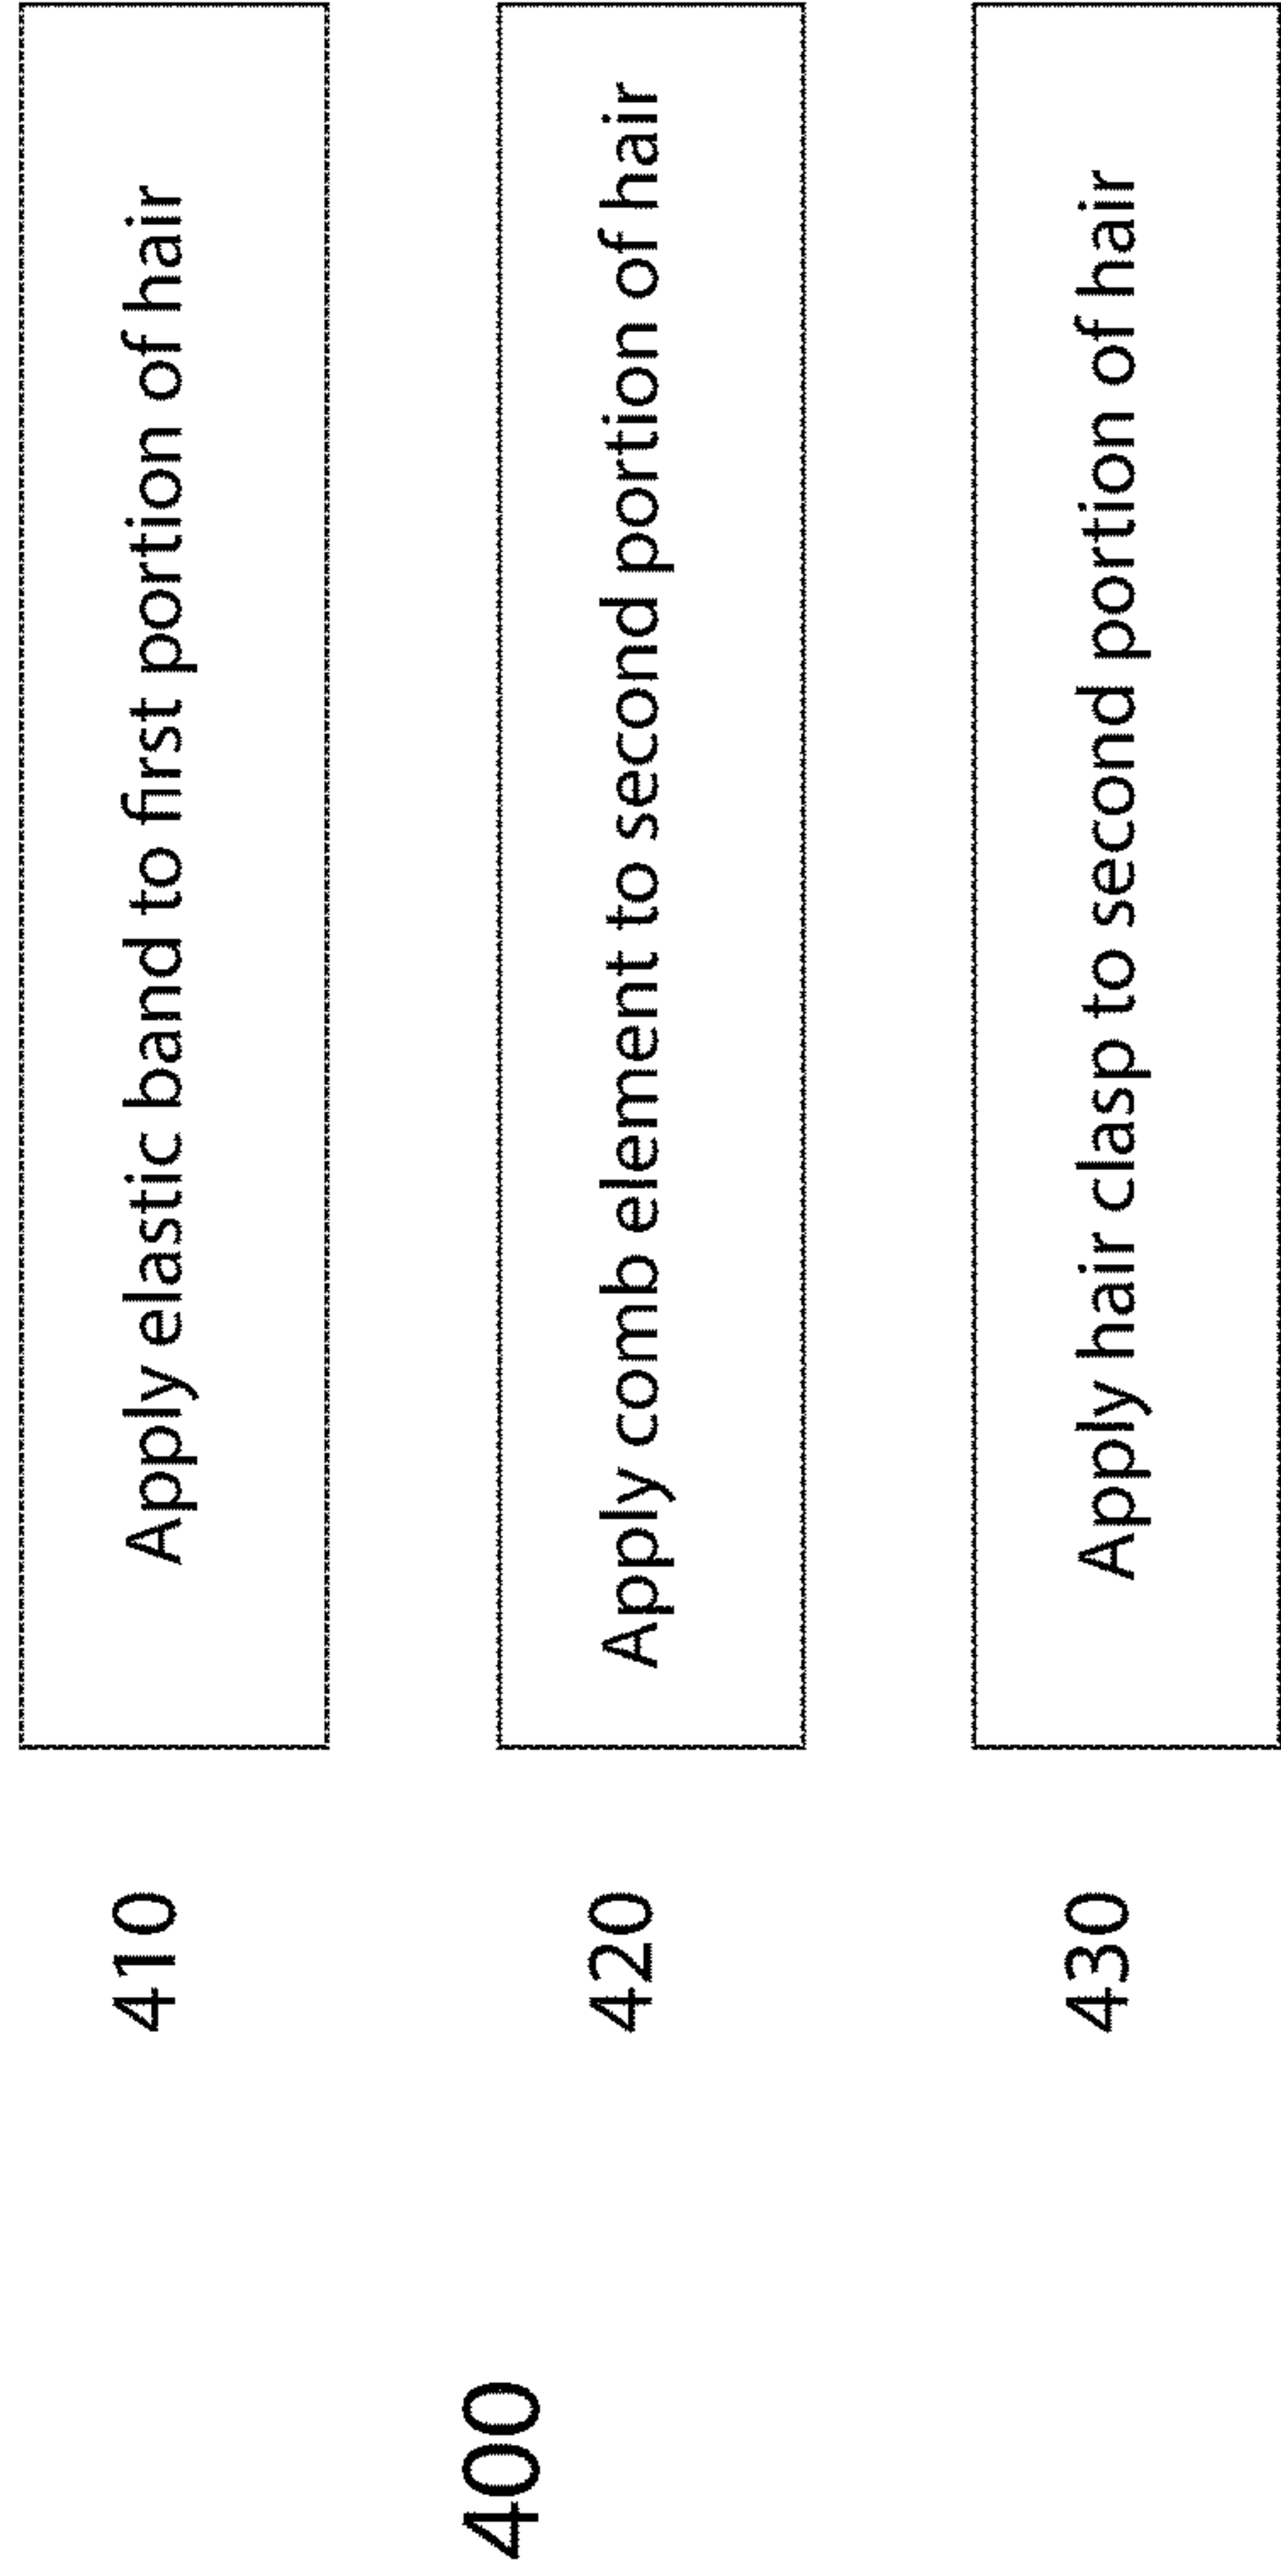 400
410
Apply elastic band to first portion of hair
420
Apply comb element to second portion of hair
430
Apply hair clasp to second portion of hair